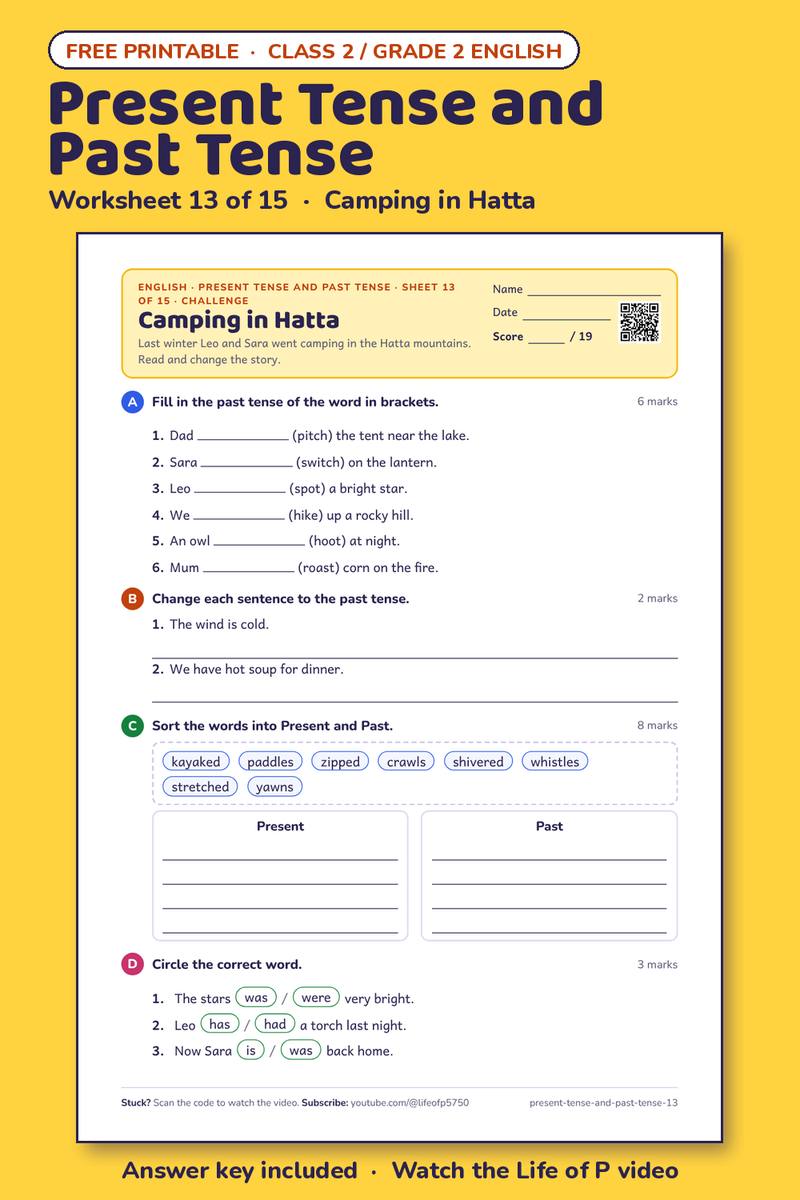 FREE PRINTABLE · CLASS 2 / GRADE 2 ENGLISH
Present Tense and
Past Tense
Worksheet 13 of 15 · Camping in Hatta
ENGLISH · PRESENT TENSE AND PAST TENSE · SHEET 13
OF 15 · CHALLENGE
Camping in Hatta
Last winter Leo and Sara went camping in the Hatta mountains.
Read and change the story.
Name ____________
Date ____________
Score ______ / 19
A Fill in the past tense of the word in brackets. 6 marks
1. Dad ____________ (pitch) the tent near the lake.
2. Sara ____________ (switch) on the lantern.
3. Leo ____________ (spot) a bright star.
4. We ____________ (hike) up a rocky hill.
5. An owl ____________ (hoot) at night.
6. Mum ____________ (roast) corn on the fire.
B Change each sentence to the past tense. 2 marks
1. The wind is cold.
2. We have hot soup for dinner.
C Sort the words into Present and Past. 8 marks
kayaked paddles zipped crawls shivered whistles
stretched yawns
Present Past
D Circle the correct word. 3 marks
1. The stars was / were very bright.
2. Leo has / had a torch last night.
3. Now Sara is / was back home.
Stuck? Scan the code to watch the video. Subscribe: youtube.com/@lifeofp5750 present-tense-and-past-tense-13
Answer key included · Watch the Life of P video